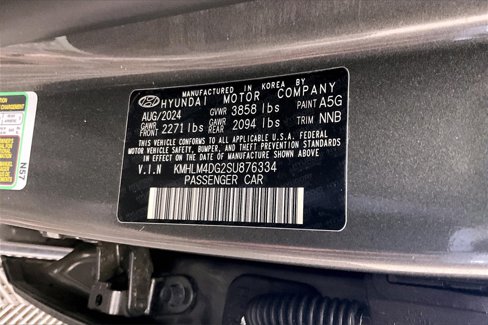 MANUFACTURED IN KOREA BY
HYUNDAI MOTOR COMPANY
AUG/2024 GVWR 3858 lbs PAINT A5G
GAWR FRONT 2271 lbs GAWR REAR 2094 lbs TRIM NNB
THIS VEHICLE CONFORMS TO ALL APPLICABLE U.S.A. FEDERAL
MOTOR VEHICLE SAFETY, BUMPER, AND THEFT PREVENTION STANDARDS
IN EFFECT ON THE DATE OF MANUFACTURE SHOWN ABOVE.
V.I.N KMHLM4DG2SU876334
PASSENGER CAR
N57